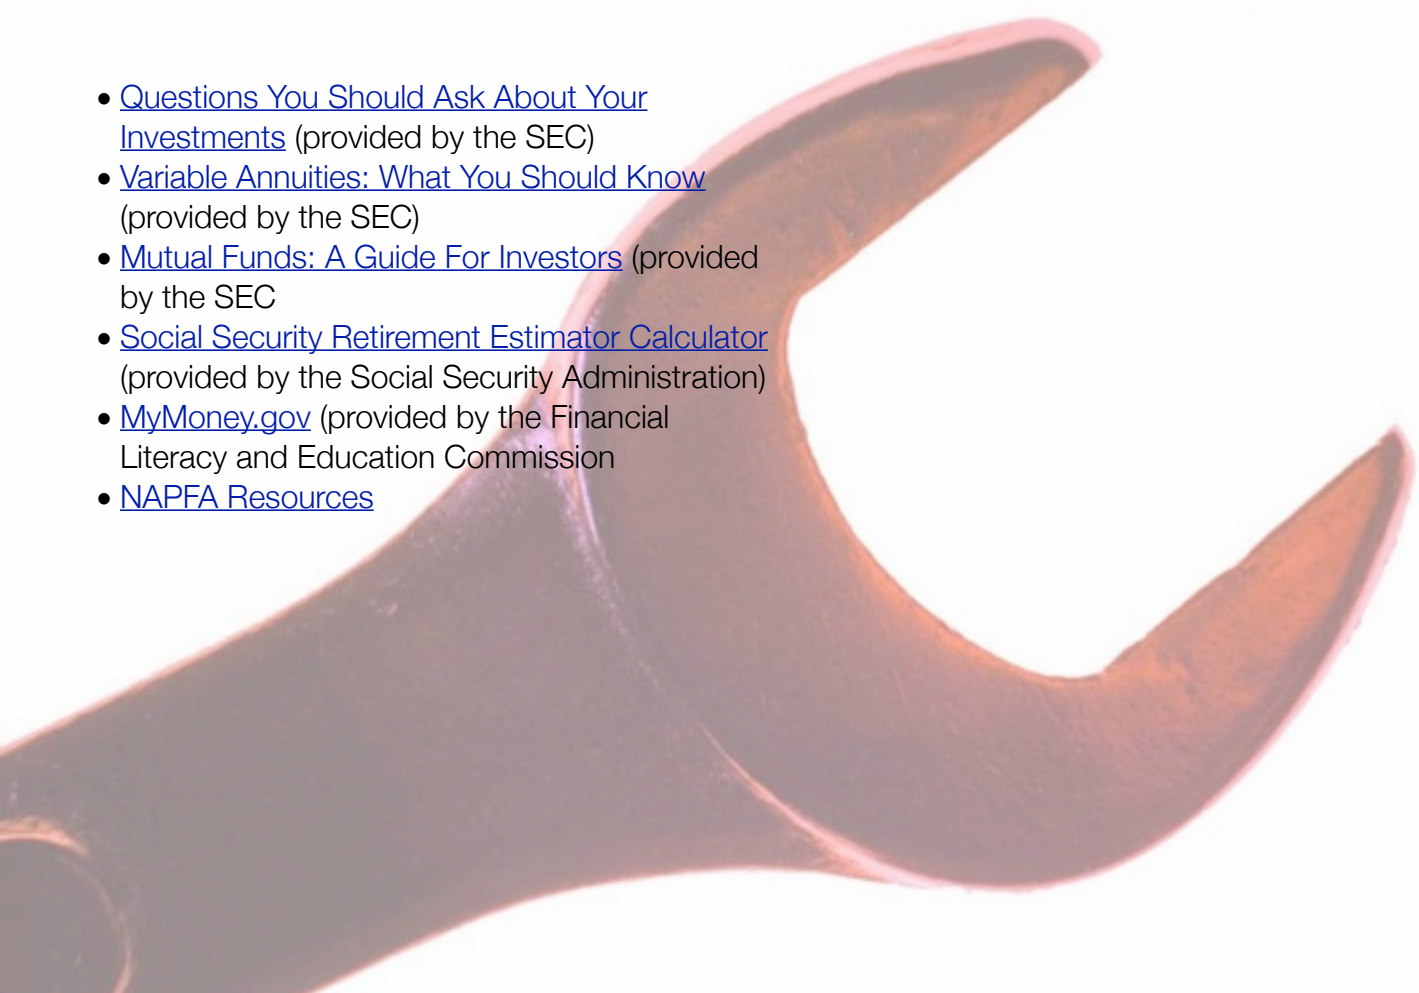 • Questions You Should Ask About Your
Investments (provided by the SEC)
• Variable Annuities: What You Should Know
(provided by the SEC)
• Mutual Funds: A Guide For Investors (provided
by the SEC
• Social Security Retirement Estimator Calculator
(provided by the Social Security Administration)
• MyMoney.gov (provided by the Financial
Literacy and Education Commission
• NAPFA Resources